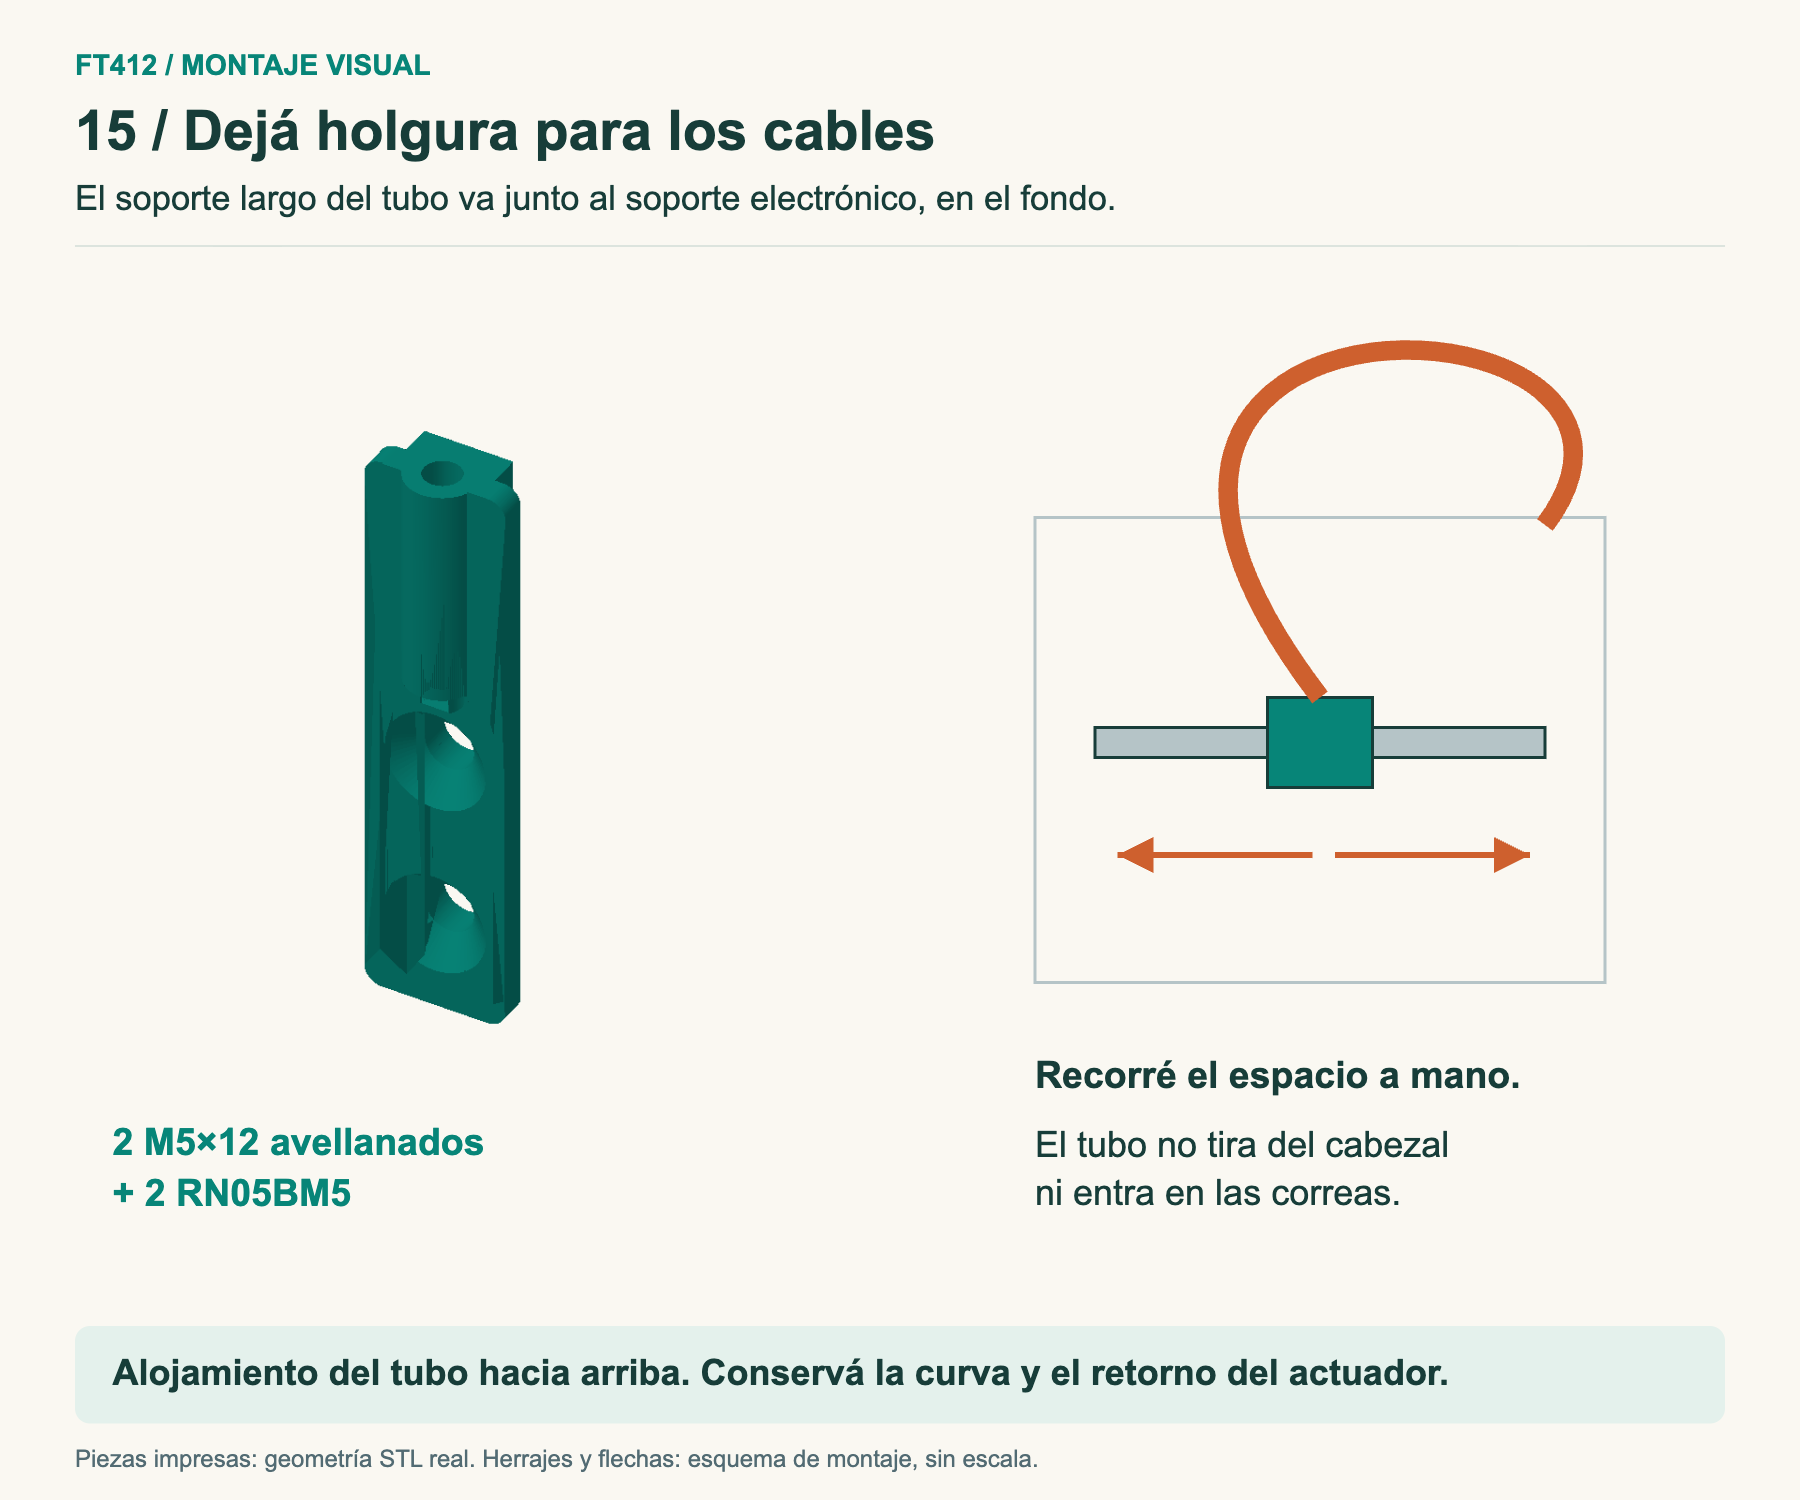 FT412 / MONTAJE VISUAL
15 / Dejá holgura para los cables
El soporte largo del tubo va junto al soporte electrónico, en el fondo.
2 M5×12 avellanados
+ 2 RN05BM5
Recorré el espacio a mano.
El tubo no tira del cabezal
ni entra en las correas.
Alojamiento del tubo hacia arriba. Conservá la curva y el retorno del actuador.
Piezas impresas: geometría STL real. Herrajes y flechas: esquema de montaje, sin escala.